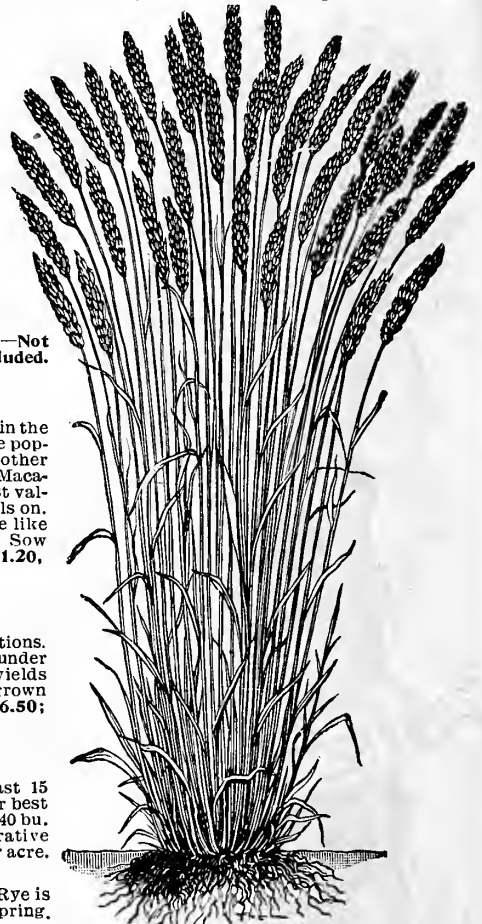 —Not
luded.
in the
e pop-
other
Maca-
st val-
ls on.
e like
Sow
1.20,
tions.
under
yields
rown
6.50;
ast 15
r best
40 bu.
rative
acre.
Rye is
pring.